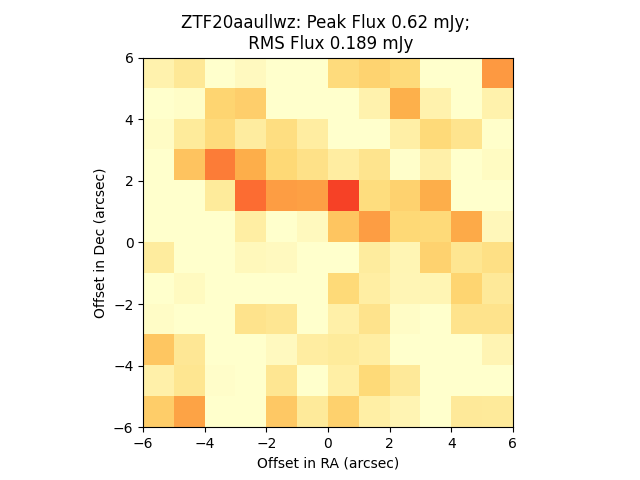 ZTF20aaullwz: Peak Flux 0.62 mJy;
RMS Flux 0.189 mJy
6
4
2
0
−2
−4
−6
Offset in Dec (arcsec)
−6 −4 −2 0 2 4 6
Offset in RA (arcsec)